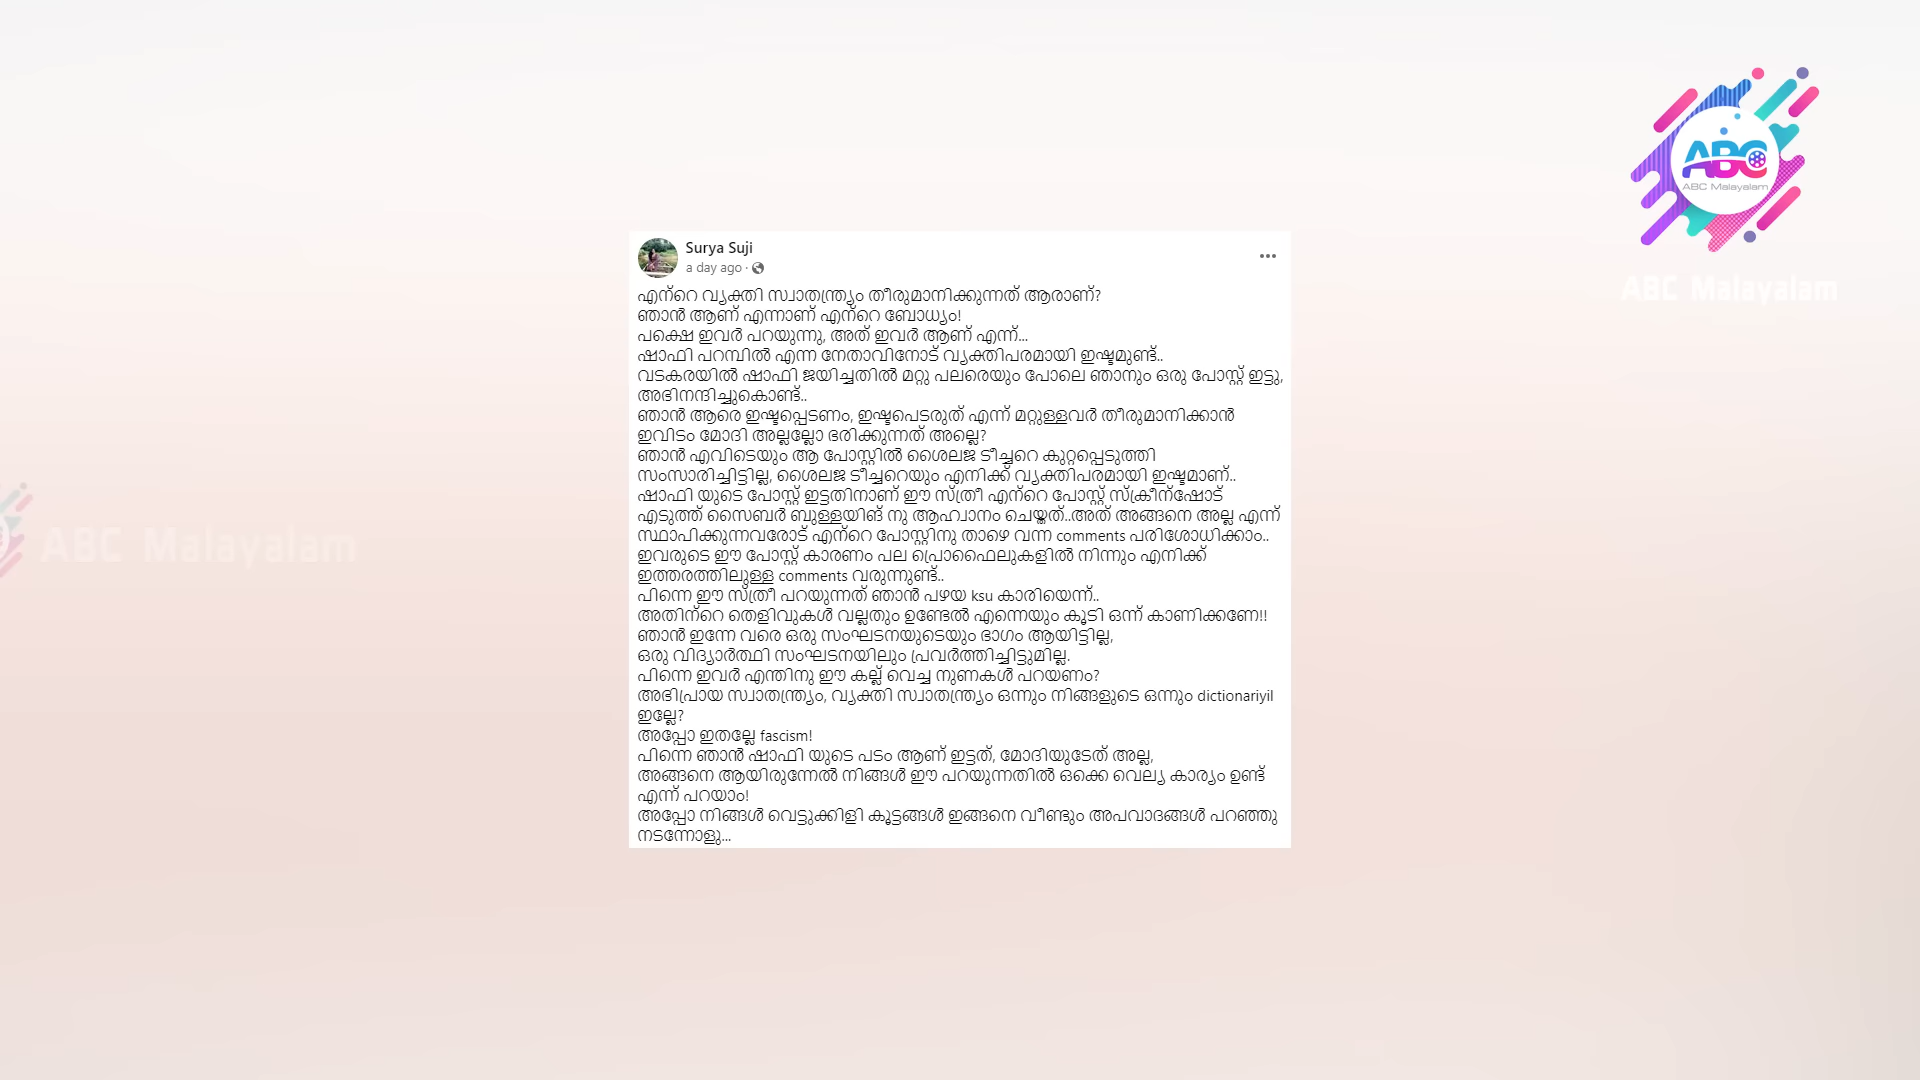 ABC
ABC Malayalam
ABC Malayalam
ABC Malayalam
Surya Suji
a day ago ·
എന്റെ വ്യക്തി സ്വാതന്ത്ര്യം തീരുമാനിക്കുന്നത് ആരാണ്?
ഞാൻ ആണ് എന്നാണ് എന്റെ ബോധ്യം!
പക്ഷെ ഇവർ പറയുന്നു, അത് ഇവർ ആണ് എന്ന്...
ഷാഫി പറമ്പിൽ എന്ന നേതാവിനോട് വ്യക്തിപരമായി ഇഷ്ടമുണ്ട്..
വടകരയിൽ ഷാഫി ജയിച്ചതിൽ മറ്റു പലരെയും പോലെ ഞാനും ഒരു പോസ്റ്റ് ഇട്ടു,
അഭിനന്ദിച്ചുകൊണ്ട്..
ഞാൻ ആരെ ഇഷ്ടപ്പെടണം, ഇഷ്ടപെടരുത് എന്ന് മറ്റുള്ളവർ തീരുമാനിക്കാൻ
ഇവിടം മോദി അല്ലല്ലോ ഭരിക്കുന്നത് അല്ലെ?
ഞാൻ എവിടെയും ആ പോസ്റ്റിൽ ശൈലജ ടീച്ചറെ കുറ്റപ്പെടുത്തി
സംസാരിച്ചിട്ടില്ല, ശൈലജ ടീച്ചറെയും എനിക്ക് വ്യക്തിപരമായി ഇഷ്ടമാണ്..
ഷാഫി യുടെ പോസ്റ്റ് ഇട്ടതിനാണ് ഈ സ്ത്രീ എന്റെ പോസ്റ്റ് സ്ക്രീന്ഷോട്
എടുത്ത് സൈബർ ബുള്ളയിങ് നു ആഹ്വാനം ചെയ്തത്..അത് അങ്ങനെ അല്ല എന്ന്
സ്ഥാപിക്കുന്നവരോട് എന്റെ പോസ്റ്റിനു താഴെ വന്ന comments പരിശോധിക്കാം..
ഇവരുടെ ഈ പോസ്റ്റ് കാരണം പല പ്രൊഫൈലുകളിൽ നിന്നും എനിക്ക്
ഇത്തരത്തിലുള്ള comments വരുന്നുണ്ട്..
പിന്നെ ഈ സ്ത്രീ പറയുന്നത് ഞാൻ പഴയ ksu കാരിയെന്ന്..
അതിന്റെ തെളിവുകൾ വല്ലതും ഉണ്ടേൽ എന്നെയും കൂടി ഒന്ന് കാണിക്കണേ!!
ഞാൻ ഇന്നേ വരെ ഒരു സംഘടനയുടെയും ഭാഗം ആയിട്ടില്ല,
ഒരു വിദ്യാർത്ഥി സംഘടനയിലും പ്രവർത്തിച്ചിട്ടുമില്ല.
പിന്നെ ഇവർ എന്തിനു ഈ കല്ല് വെച്ച നുണകൾ പറയണം?
അഭിപ്രായ സ്വാതന്ത്ര്യം, വ്യക്തി സ്വാതന്ത്ര്യം ഒന്നും നിങ്ങളുടെ ഒന്നും dictionariyil
ഇല്ലേ?
അപ്പോ ഇതല്ലേ fascism!
പിന്നെ ഞാൻ ഷാഫി യുടെ പടം ആണ് ഇട്ടത്, മോദിയുടേത് അല്ല,
അങ്ങനെ ആയിരുന്നേൽ നിങ്ങൾ ഈ പറയുന്നതിൽ ഒക്കെ വെല്യ കാര്യം ഉണ്ട്
എന്ന് പറയാം!
അപ്പോ നിങ്ങൾ വെട്ടുക്കിളി കൂട്ടങ്ങൾ ഇങ്ങനെ വീണ്ടും അപവാദങ്ങൾ പറഞ്ഞു
നടന്നോളു...